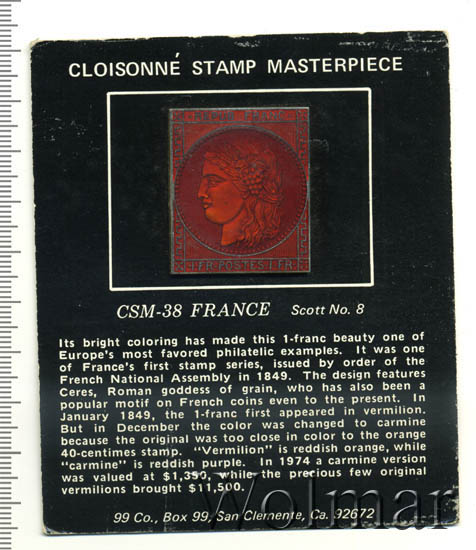 CLOISONNÉ STAMP MASTERPIECE
REPUB. FRANC.
1 FR·POSTES·1 FR.
CSM-38 FRANCE Scott No. 8
Its bright coloring has made this 1-franc beauty one of
Europe's most favored philatelic examples. It was one
of France's first stamp series, issued by order of the
French National Assembly in 1849. The design features
Ceres, Roman goddess of grain, who has also been a
popular motif on French coins even to the present. In
January 1849, the 1-franc first appeared in vermilion.
But in December the color was changed to carmine
because the original was too close in color to the orange
40-centimes stamp. "Vermilion" is reddish orange, while
"carmine" is reddish purple. In 1974 a carmine version
was valued at $1,350, while the precious few original
vermilions brought $11,500.
99 Co., Box 99, San Clemente, Ca. 92672
Wolmar